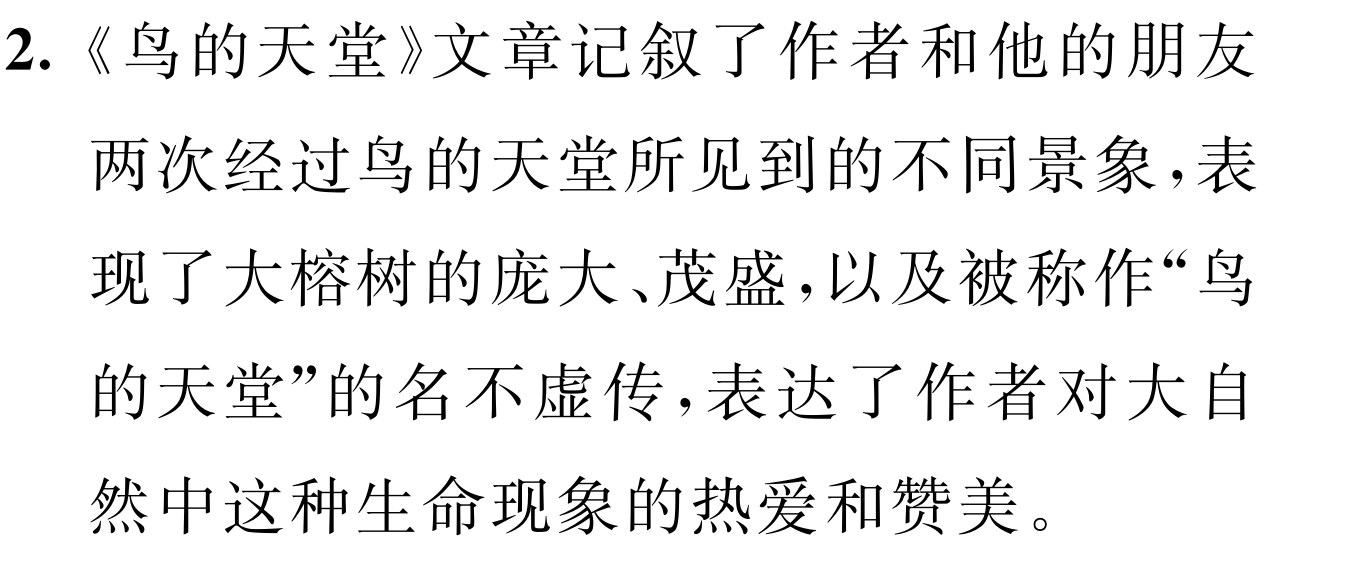 2.《鸟的天堂》文章记叙了作者和他的朋友
两次经过鸟的天堂所见到的不同景象，表
现了大榕树的庞大、茂盛，以及被称作“鸟
的天堂”的名不虚传，表达了作者对大自
然中这种生命现象的热爱和赞美。